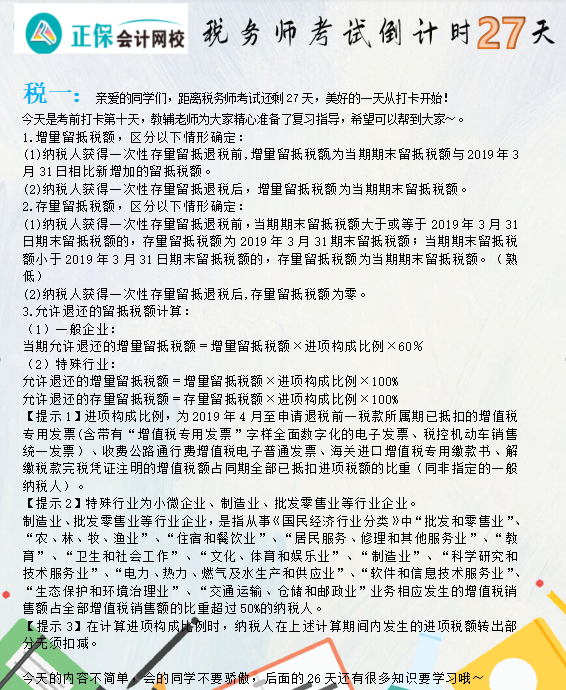 正保会计网校 税务师考试倒计时27天
税一：亲爱的同学们，距离税务师考试还剩27天，美好的一天从打卡开始！
今天是考前打卡第十天，教辅老师为大家精心准备了复习指导，希望可以帮到大家~。
1.增量留抵税额，区分以下情形确定：
(1)纳税人获得一次性存量留抵退税前,增量留抵税额为当期期末留抵税额与2019年3
月31日相比新增加的留抵税额。
(2)纳税人获得一次性存量留抵退税后，增量留抵税额为当期期末留抵税额。
2.存量留抵税额，区分以下情形确定：
(1)纳税人获得一次性存量留抵退税前，当期期末留抵税额大于或等于2019年3月31
日期末留抵税额的，存量留抵税额为2019年3月31期末留抵税额；当期期末留抵税
额小于2019年3月31日期末留抵税额的，存量留抵税额为当期期末留抵税额。（孰
低）
(2)纳税人获得一次性存量留抵退税后,存量留抵税额为零。
3.允许退还的留抵税额计算：
（1）一般企业：
当期允许退还的增量留抵税额＝增量留抵税额×进项构成比例×60%
（2）特殊行业：
允许退还的增量留抵税额＝增量留抵税额×进项构成比例×100%
允许退还的存量留抵税额＝存量留抵税额×进项构成比例×100%
【提示1】进项构成比例，为2019年4月至申请退税前一税款所属期已抵扣的增值税
专用发票(含带有“增值税专用发票”字样全面数字化的电子发票、税控机动车销售
统一发票）、收费公路通行费增值税电子普通发票、海关进口增值税专用缴款书、解
缴税款完税凭证注明的增值税额占同期全部已抵扣进项税额的比重（同非指定的一般
纳税人）。
【提示2】特殊行业为小微企业、制造业、批发零售业等行业企业。
制造业、批发零售业等行业企业，是指从事《国民经济行业分类》中“批发和零售业”、
“农、林、牧、渔业”、“住宿和餐饮业”、“居民服务、修理和其他服务业”、“教
育”、“卫生和社会工作”、“文化、体育和娱乐业”、“制造业”、“科学研究和
技术服务业”、“电力、热力、燃气及水生产和供应业”、“软件和信息技术服务业”、
“生态保护和环境治理业”、“交通运输、仓储和邮政业”业务相应发生的增值税销
售额占全部增值税销售额的比重超过50%的纳税人。
【提示3】在计算进项构成比例时，纳税人在上述计算期间内发生的进项税额转出部
分无须扣减。
今天的内容不简单，会的同学不要骄傲，后面的26天还有很多知识要学习哦～